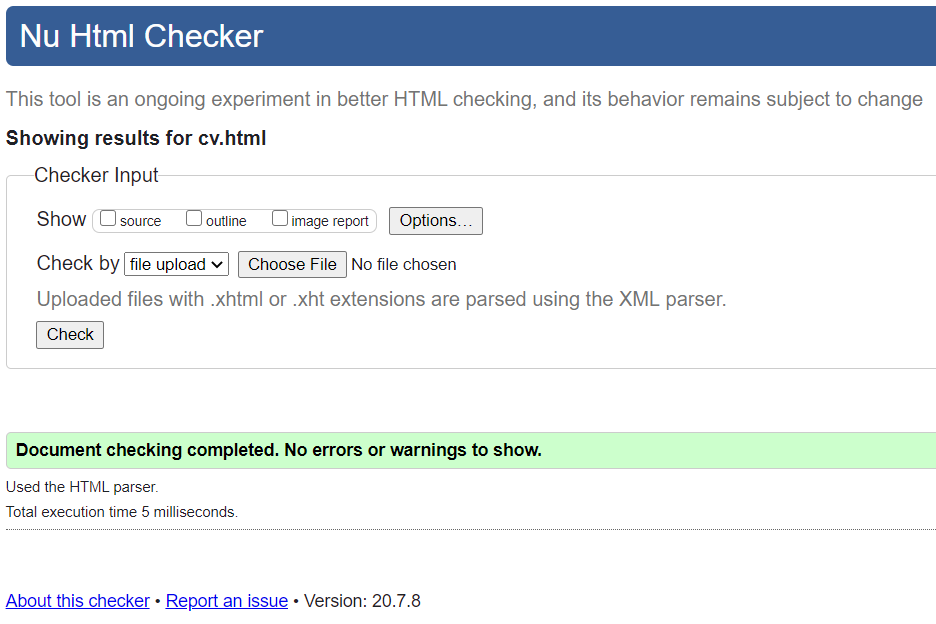 Nu Html Checker
This tool is an ongoing experiment in better HTML checking, and its behavior remains subject to change
Showing results for cv.html
Checker Input
Show source outline image report Options…
Check by file upload Choose File No file chosen
Uploaded files with .xhtml or .xht extensions are parsed using the XML parser.
Check
Document checking completed. No errors or warnings to show.
Used the HTML parser.
Total execution time 5 milliseconds.
About this checker • Report an issue • Version: 20.7.8